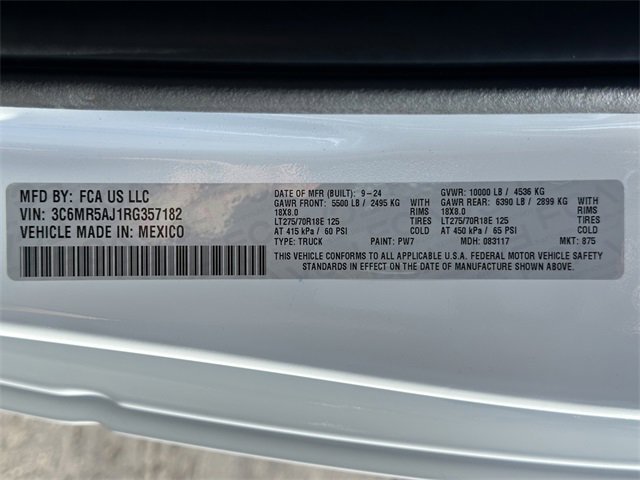 MFD BY: FCA US LLC
VIN: 3C6MR5AJ1RG357182
VEHICLE MADE IN: MEXICO
DATE OF MFR (BUILT): 9-24 GVWR: 10000 LB / 4536 KG
GAWR FRONT: 5500 LB / 2495 KG WITH GAWR REAR: 6390 LB / 2899 KG WITH
18X8.0 RIMS 18X8.0 RIMS
LT275/70R18E 125 TIRES LT275/70R18E 125 TIRES
AT 415 kPa / 60 PSI COLD AT 450 kPa / 65 PSI COLD
TYPE: TRUCK PAINT: PW7 MDH: 083117 MKT: 875
THIS VEHICLE CONFORMS TO ALL APPLICABLE U.S.A. FEDERAL MOTOR VEHICLE SAFETY
STANDARDS IN EFFECT ON THE DATE OF MANUFACTURE SHOWN ABOVE.